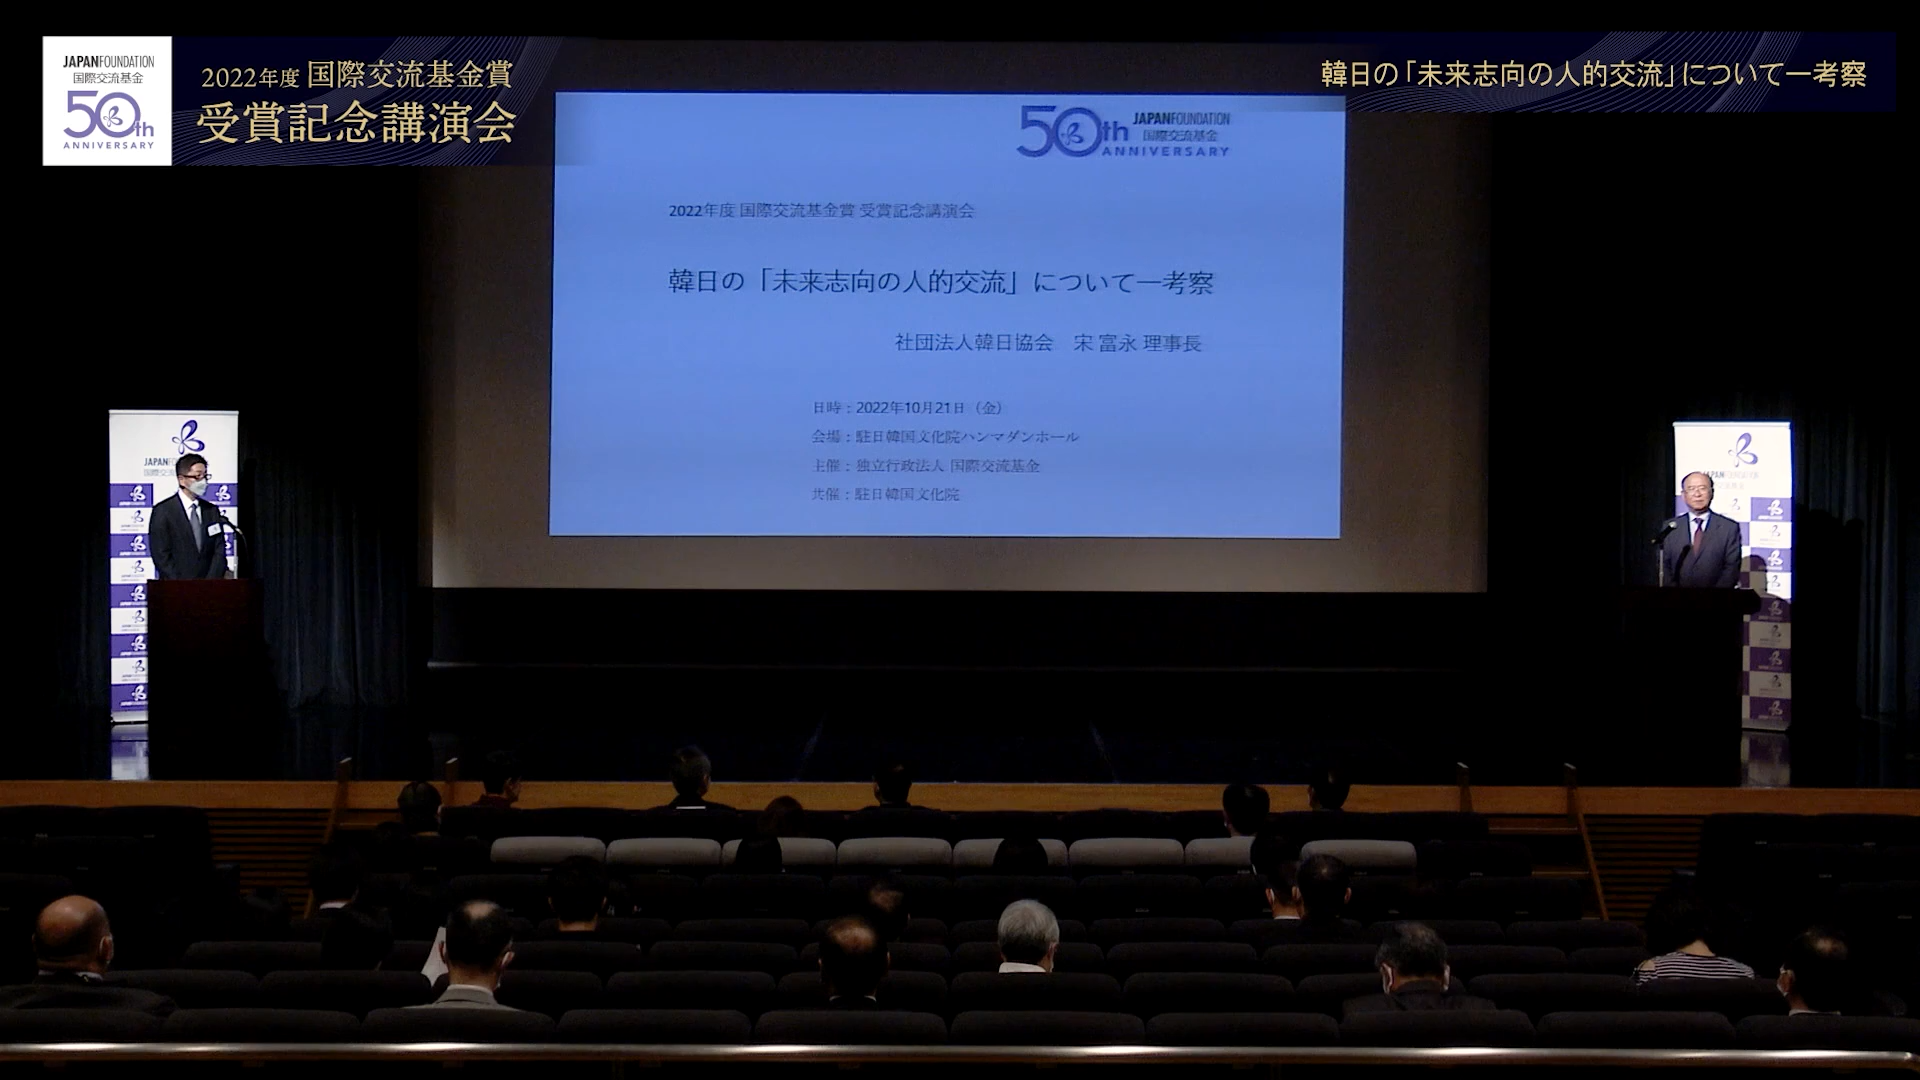 JAPANFOUNDATION
国際交流基金
50th
ANNIVERSARY
2022年度 国際交流基金賞
受賞記念講演会
韓日の「未来志向の人的交流」について一考察
50th
JAPANFOUNDATION
国際交流基金
ANNIVERSARY
2022年度 国際交流基金賞 受賞記念講演会
韓日の「未来志向の人的交流」について一考察
社団法人韓日協会　宋 富永 理事長
日時：2022年10月21日（金）
会場：駐日韓国文化院ハンマダンホール
主催：独立行政法人 国際交流基金
共催：駐日韓国文化院